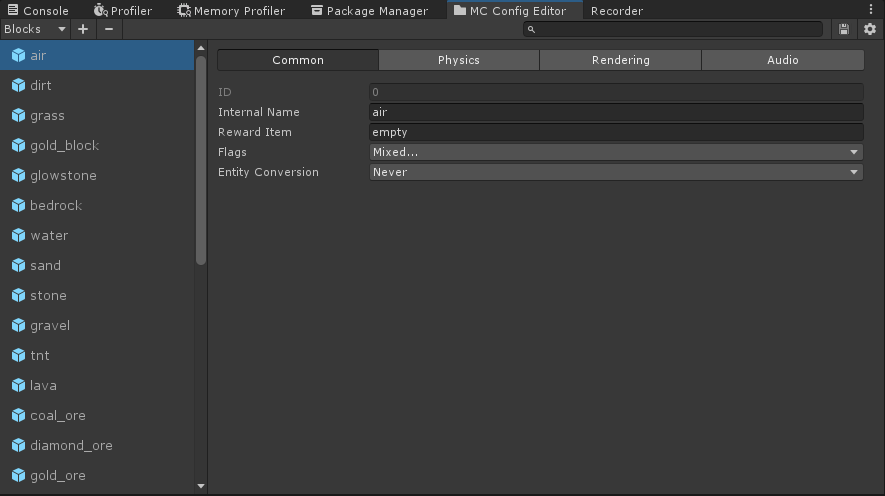 Console Profiler Memory Profiler Package Manager MC Config Editor Recorder
Blocks
air
dirt
grass
gold_block
glowstone
bedrock
water
sand
stone
gravel
tnt
lava
coal_ore
diamond_ore
gold_ore
Common Physics Rendering Audio
ID 0
Internal Name air
Reward Item empty
Flags Mixed...
Entity Conversion Never